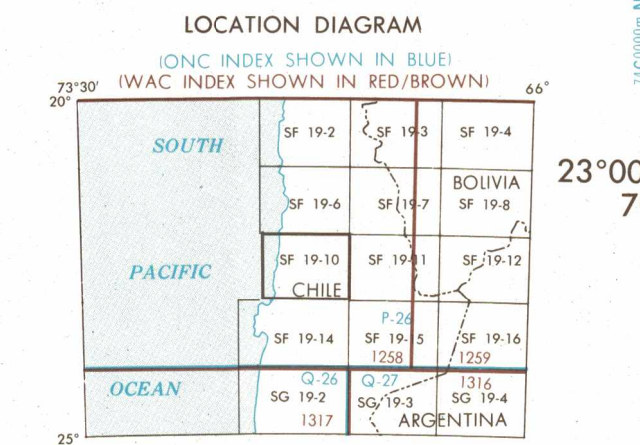 LOCATION DIAGRAM
(ONC INDEX SHOWN IN BLUE)
(WAC INDEX SHOWN IN RED/BROWN)
73°30'
66°
20°
SOUTH
SF 19-2
SF 19-3
SF 19-4
BOLIVIA
23°00
7
SF 19-6
SF 19-7
SF 19-8
PACIFIC
SF 19-10
SF 19-11
SF 19-12
CHILE
P-26
SF 19-14
SF 19-15
SF 19-16
1258
1259
OCEAN
Q-26
Q-27
1316
SG 19-2
SG 19-3
SG 19-4
1317
ARGENTINA
25°